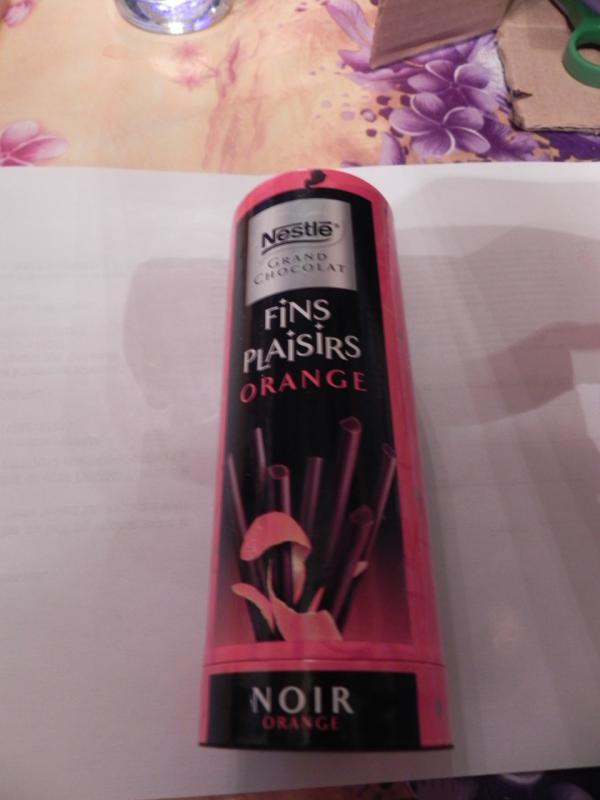 Nestlé
GRAND
CHOCOLAT
FiNS
PLAiSiRS
ORANGE
NOIR
ORANGE